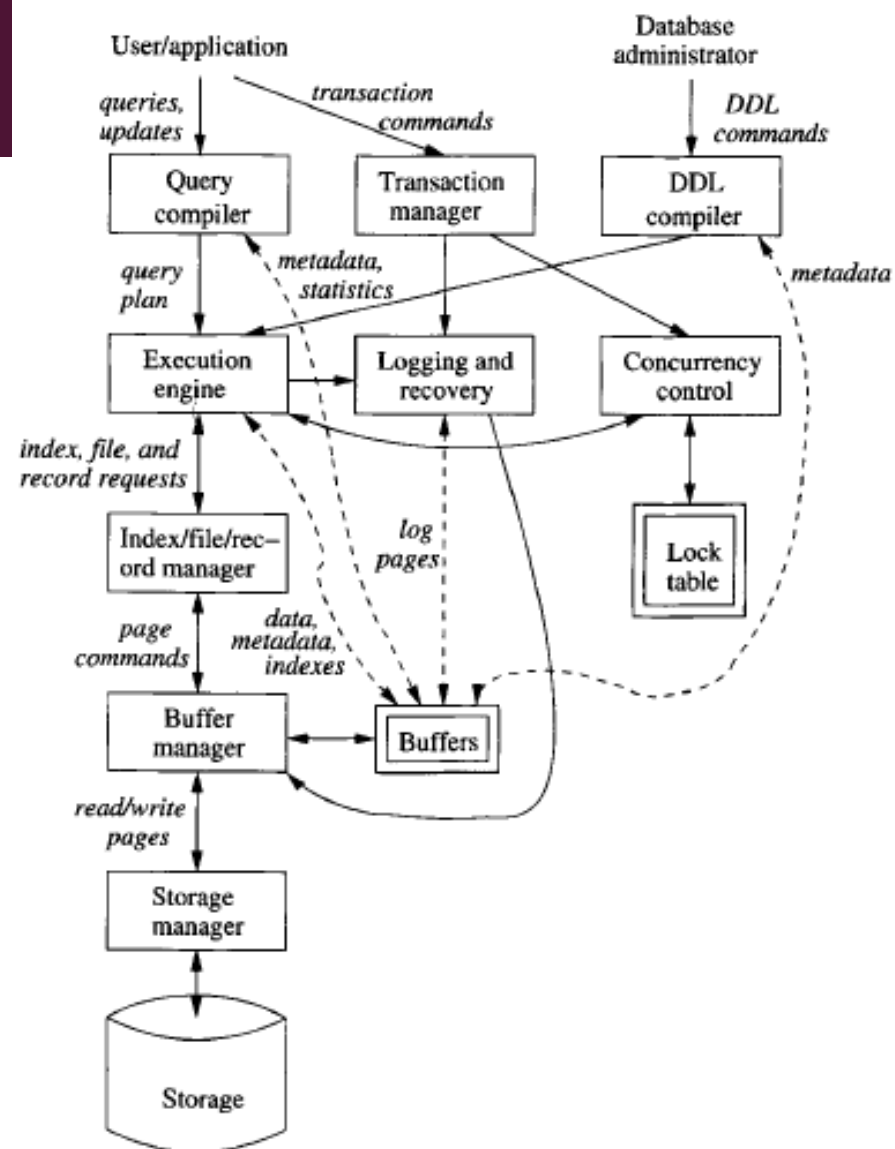 User/application
Database
administrator
queries,
updates
transaction
commands
DDL
commands
Query
compiler
Transaction
manager
DDL
compiler
query
plan
metadata,
statistics
metadata
Execution
engine
Logging and
recovery
Concurrency
control
index, file, and
record requests
Index/file/rec–
ord manager
log
pages
Lock
table
page
commands
data,
metadata,
indexes
Buffer
manager
Buffers
read/write
pages
Storage
manager
Storage